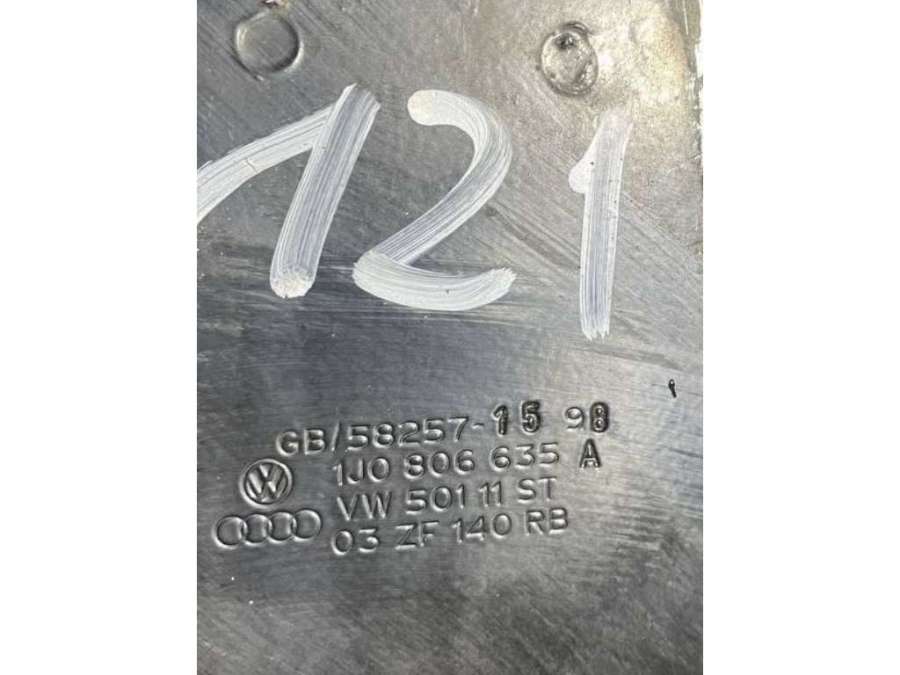 121
GB/58257-15 98
1J0 806 635 A
VW 501 11 ST
03 ZF 140 RB